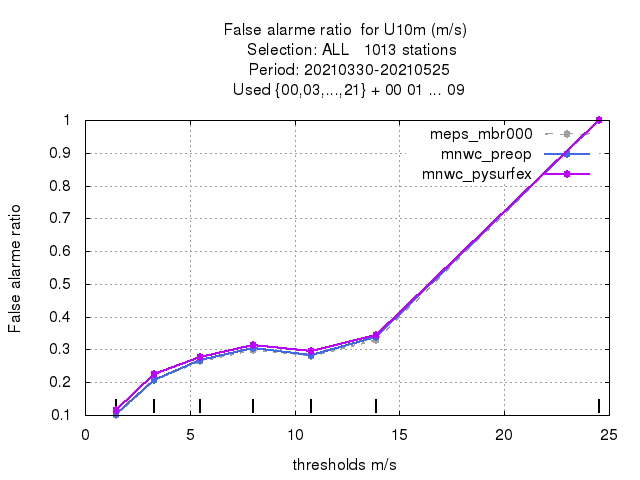 False alarme ratio  for U10m (m/s)
Selection: ALL   1013 stations
Period: 20210330-20210525
Used {00,03,...,21} + 00 01 ... 09
meps_mbr000
mnwc_preop
mnwc_pysurfex
False alarme ratio
1
0.9
0.8
0.7
0.6
0.5
0.4
0.3
0.2
0.1
0 5 10 15 20 25
thresholds m/s